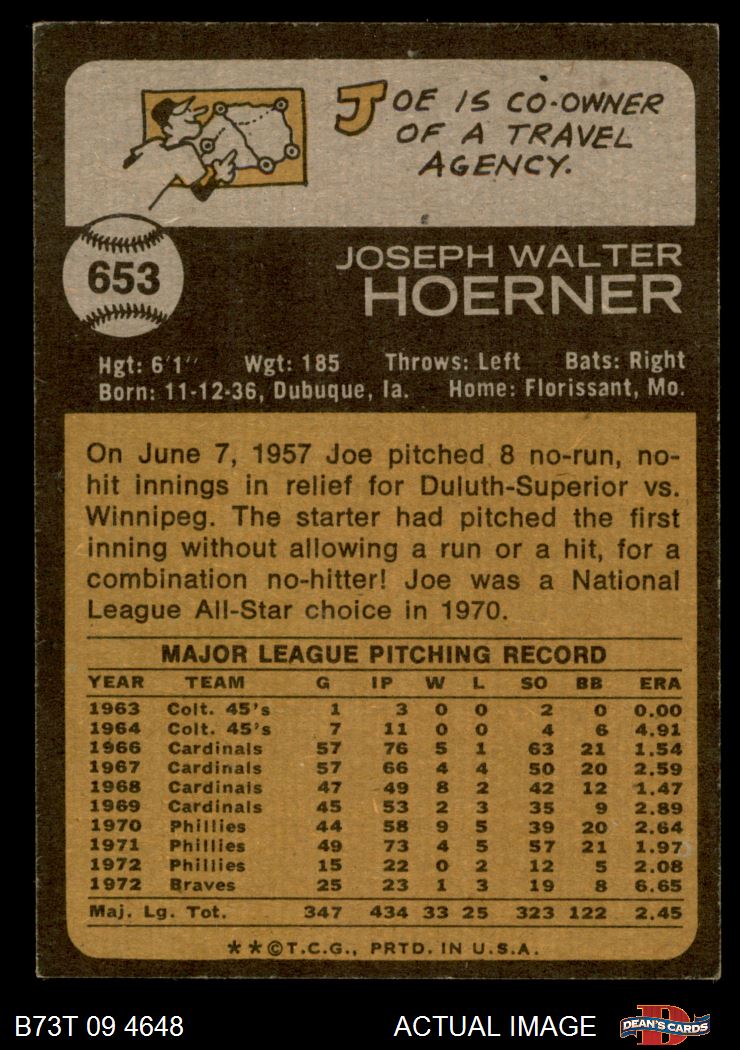 JOE IS CO-OWNER
OF A TRAVEL
AGENCY.
653
JOSEPH WALTER
HOERNER
Hgt: 6'1" Wgt: 185 Throws: Left Bats: Right
Born: 11-12-36, Dubuque, Ia. Home: Florissant, Mo.
On June 7, 1957 Joe pitched 8 no-run, no-
hit innings in relief for Duluth-Superior vs.
Winnipeg. The starter had pitched the first
inning without allowing a run or a hit, for a
combination no-hitter! Joe was a National
League All-Star choice in 1970.
MAJOR LEAGUE PITCHING RECORD
YEAR TEAM G IP W L SO BB ERA
1963 Colt. 45's 1 3 0 0 2 0 0.00
1964 Colt. 45's 7 11 0 0 4 6 4.91
1966 Cardinals 57 76 5 1 63 21 1.54
1967 Cardinals 57 66 4 4 50 20 2.59
1968 Cardinals 47 49 8 2 42 12 1.47
1969 Cardinals 45 53 2 3 35 9 2.89
1970 Phillies 44 58 9 5 39 20 2.64
1971 Phillies 49 73 4 5 57 21 1.97
1972 Phillies 15 22 0 2 12 5 2.08
1972 Braves 25 23 1 3 19 8 6.65
Maj. Lg. Tot. 347 434 33 25 323 122 2.45
**©T.C.G., PRTD. IN U.S.A.
B73T 09 4648 ACTUAL IMAGE D DEAN'S CARDS